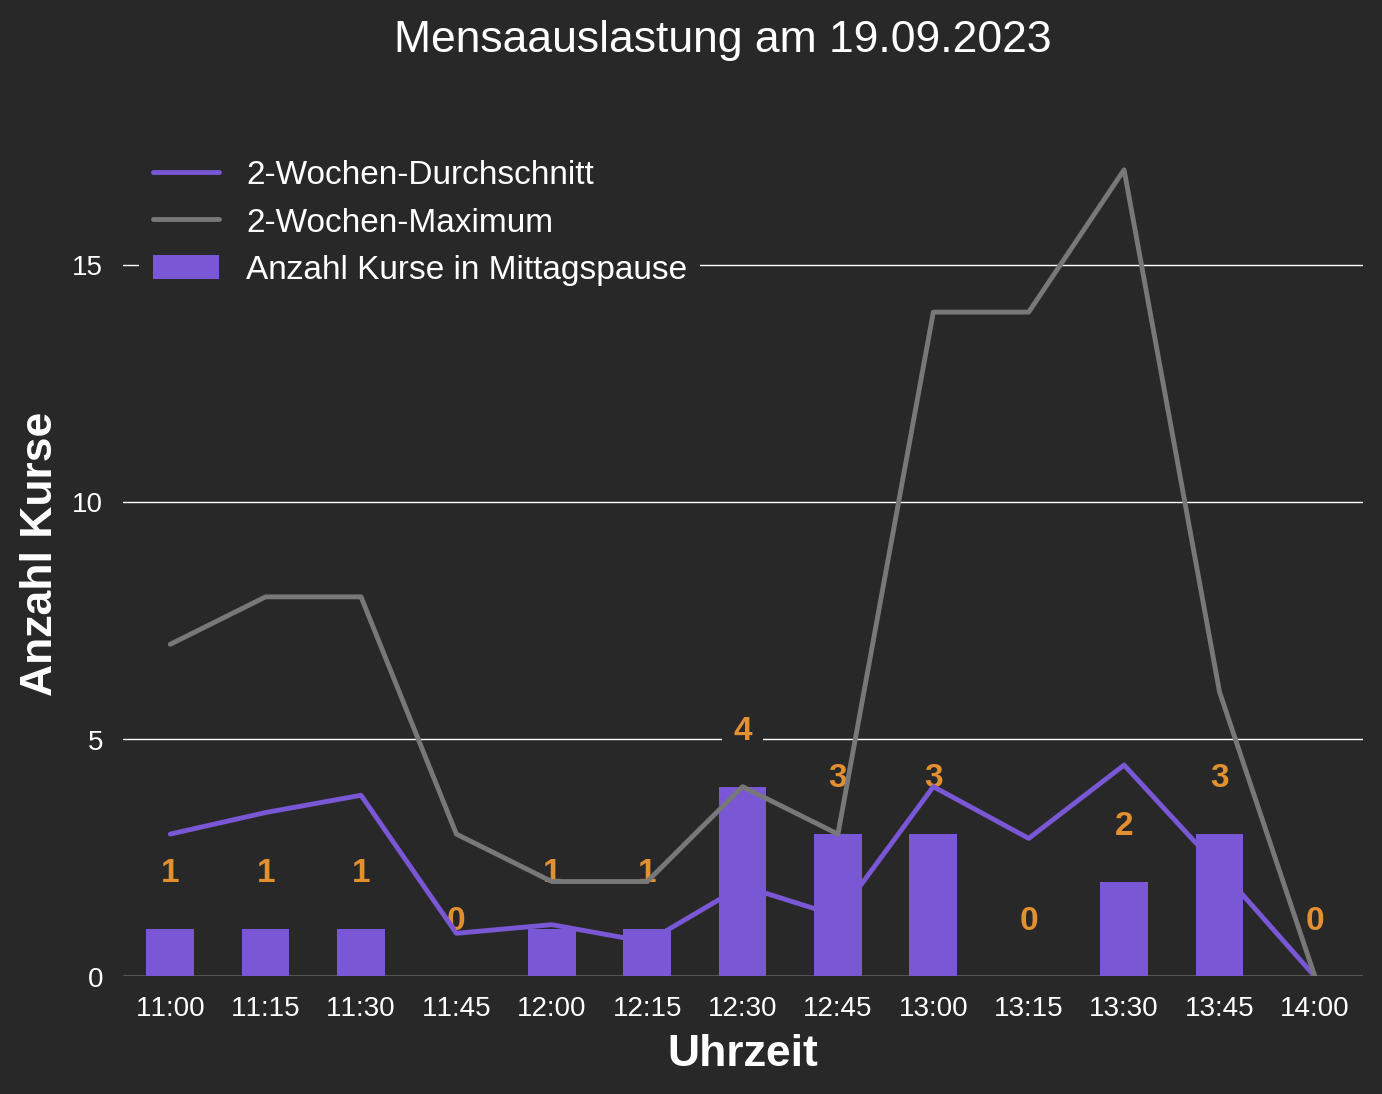 Mensaauslastung am 19.09.2023
2-Wochen-Durchschnitt
2-Wochen-Maximum
Anzahl Kurse in Mittagspause
Anzahl Kurse
15
10
5
0
1 1 1 0 1 1 4 3 3 0 2 3 0
11:00 11:15 11:30 11:45 12:00 12:15 12:30 12:45 13:00 13:15 13:30 13:45 14:00
Uhrzeit